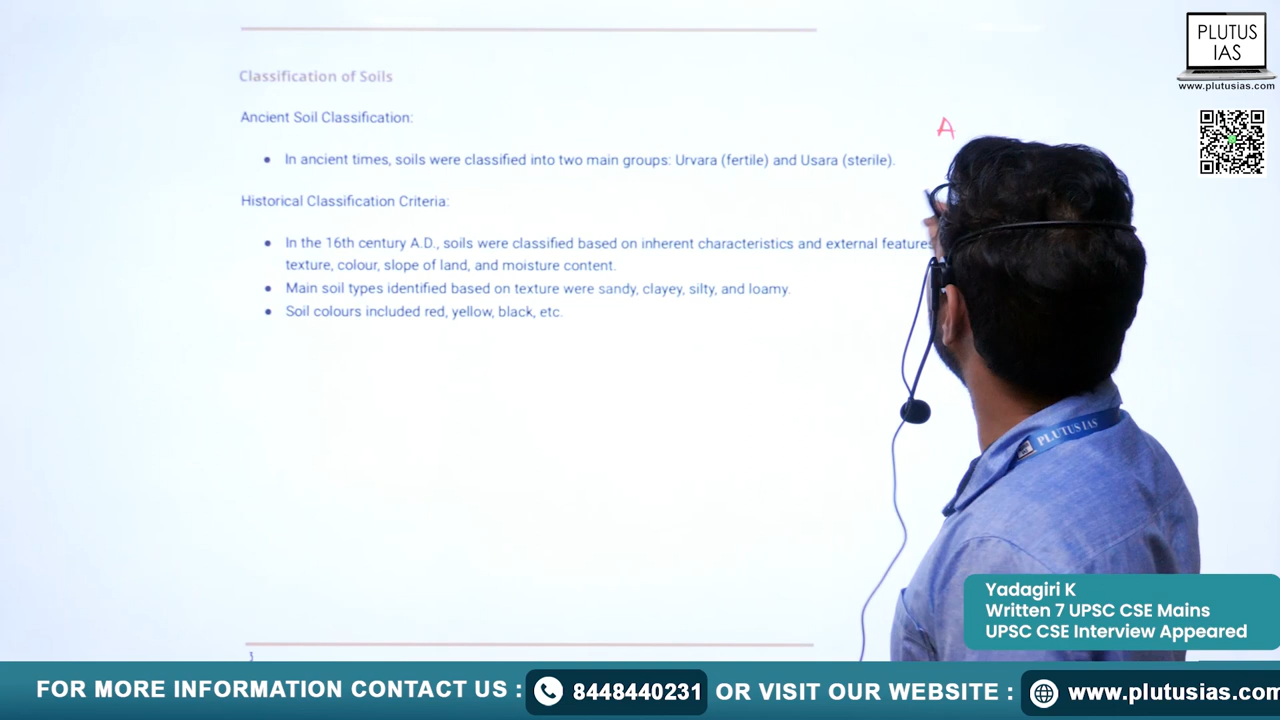 PLUTUS
IAS
www.plutusias.com
Classification of Soils
Ancient Soil Classification:
A
• In ancient times, soils were classified into two main groups: Urvara (fertile) and Usara (sterile).
Historical Classification Criteria:
• In the 16th century A.D., soils were classified based on inherent characteristics and external features
texture, colour, slope of land, and moisture content.
• Main soil types identified based on texture were sandy, clayey, silty, and loamy.
• Soil colours included red, yellow, black, etc.
PLUTUS IAS
Yadagiri K
Written 7 UPSC CSE Mains
UPSC CSE Interview Appeared
3
FOR MORE INFORMATION CONTACT US : 8448440231 OR VISIT OUR WEBSITE : www.plutusias.com